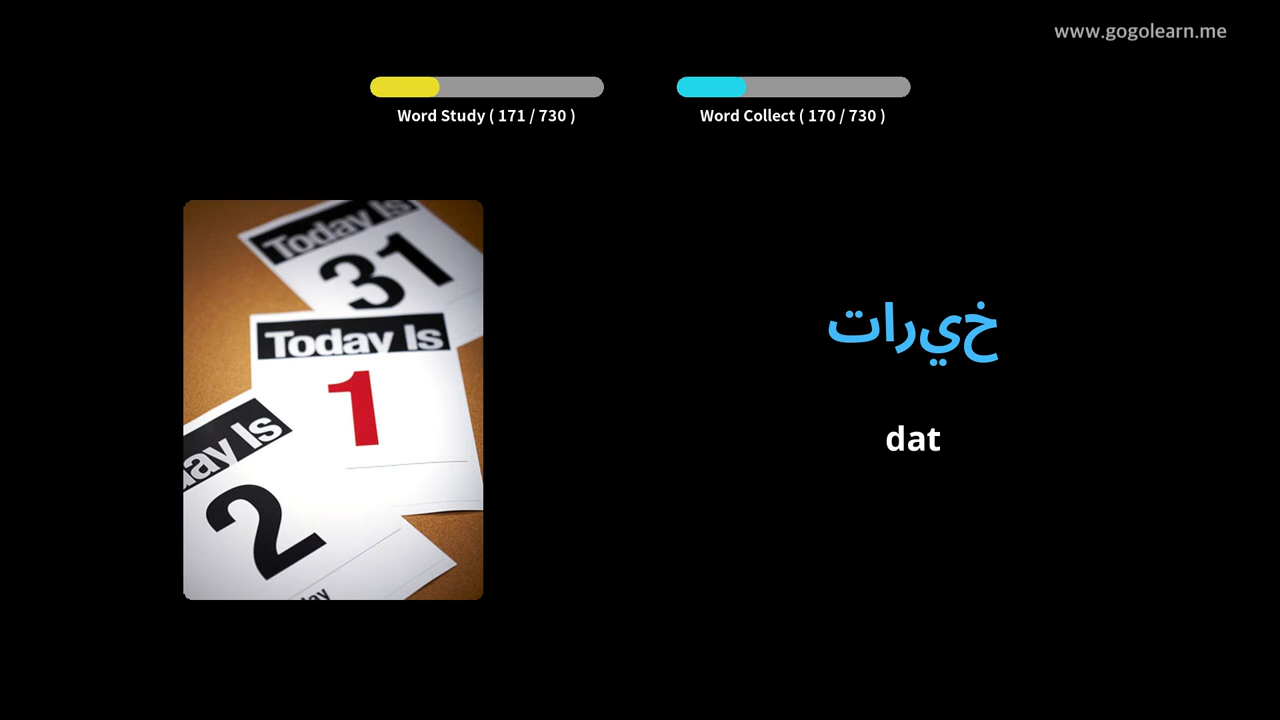 www.gogolearn.me
Word Study ( 171 / 730 )
Word Collect ( 170 / 730 )
Today Is
31
Today Is
1
ay Is
2
ay
تاريخ
dat